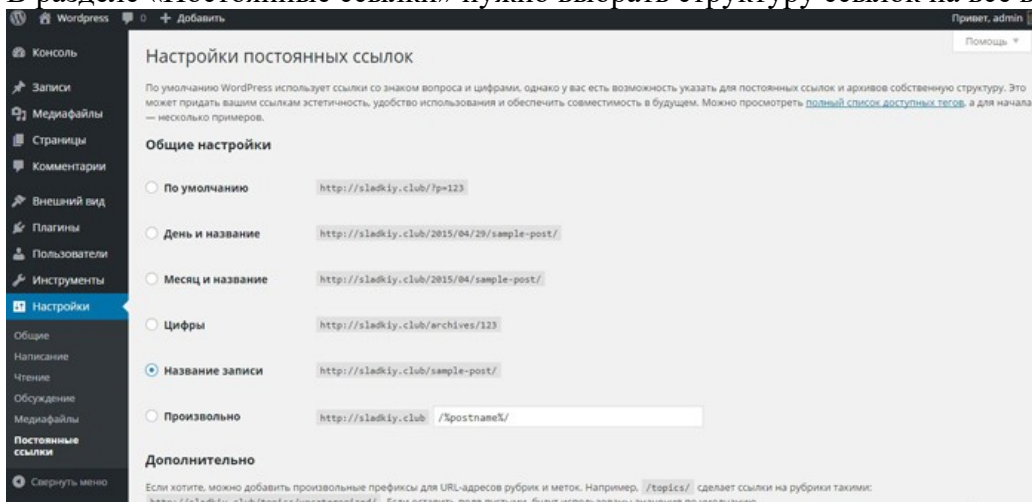 В разделе «Постоянные ссылки» нужно выбрать структуру ссылок на все в
Wordpress 0 + Добавить Привет, admin
Помощь
Консоль
Записи
Медиафайлы
Страницы
Комментарии
Внешний вид
Плагины
Пользователи
Инструменты
Настройки
Общие
Написание
Чтение
Обсуждение
Медиафайлы
Постоянные
ссылки
Свернуть меню
Настройки постоянных ссылок
По умолчанию WordPress использует ссылки со знаком вопроса и цифрами, однако у вас есть возможность указать для постоянных ссылок и архивов собственную структуру. Это
может придать вашим ссылкам эстетичность, удобство использования и обеспечить совместимость в будущем. Можно просмотреть полный список доступных тегов, а для начала
— несколько примеров.
Общие настройки
По умолчанию http://sladkiy.club/?p=123
День и название http://sladkiy.club/2015/04/29/sample-post/
Месяц и название http://sladkiy.club/2015/04/sample-post/
Цифры http://sladkiy.club/archives/123
Название записи http://sladkiy.club/sample-post/
Произвольно http://sladkiy.club /%postname%/
Дополнительно
Если хотите, можно добавить произвольные префиксы для URL-адресов рубрик и меток. Например, /topics/ сделает ссылки на рубрики такими: